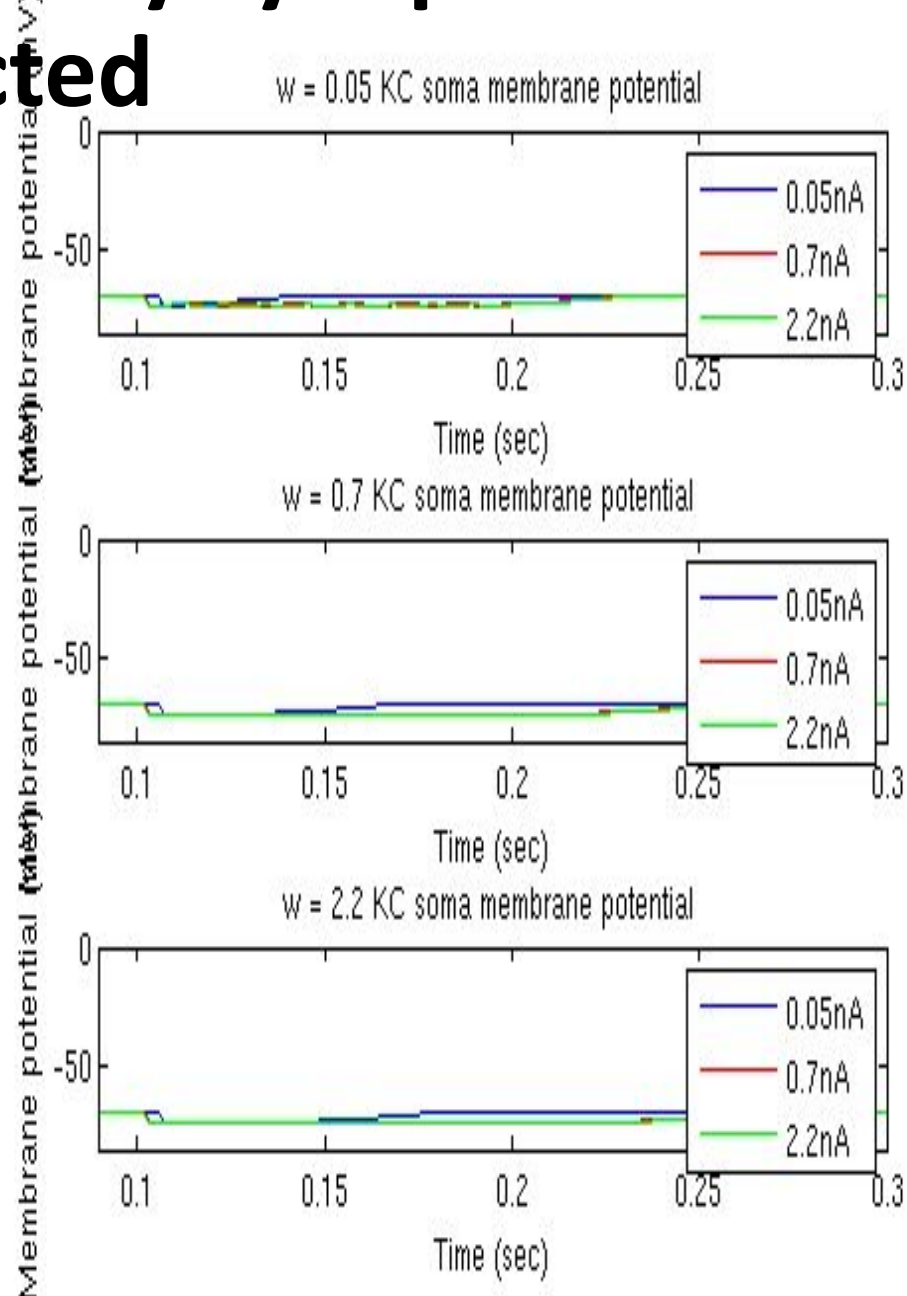 cted
w = 0.05 KC soma membrane potential
0
-50
0.05nA
0.7nA
2.2nA
0.1 0.15 0.2 0.25 0.3
Time (sec)
Membrane potential
w = 0.7 KC soma membrane potential
0
-50
0.05nA
0.7nA
2.2nA
0.1 0.15 0.2 0.25 0.3
Time (sec)
Membrane potential
w = 2.2 KC soma membrane potential
0
-50
0.05nA
0.7nA
2.2nA
0.1 0.15 0.2 0.25 0.3
Time (sec)
Membrane potential